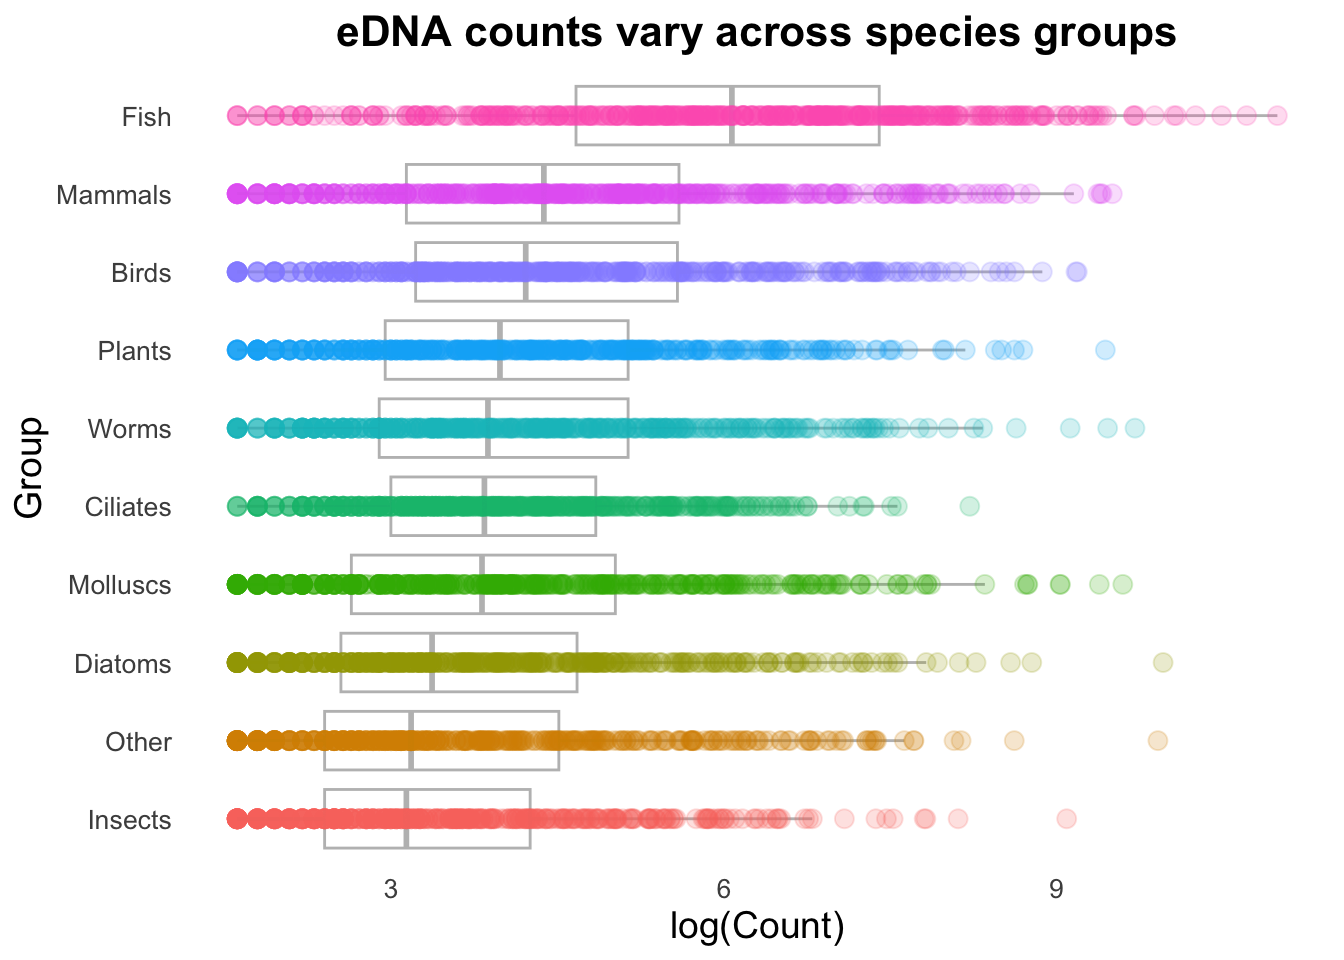 eDNA counts vary across species groups
Fish
Mammals
Birds
Plants
Worms
Ciliates
Molluscs
Diatoms
Other
Insects
Group
3 6 9
log(Count)